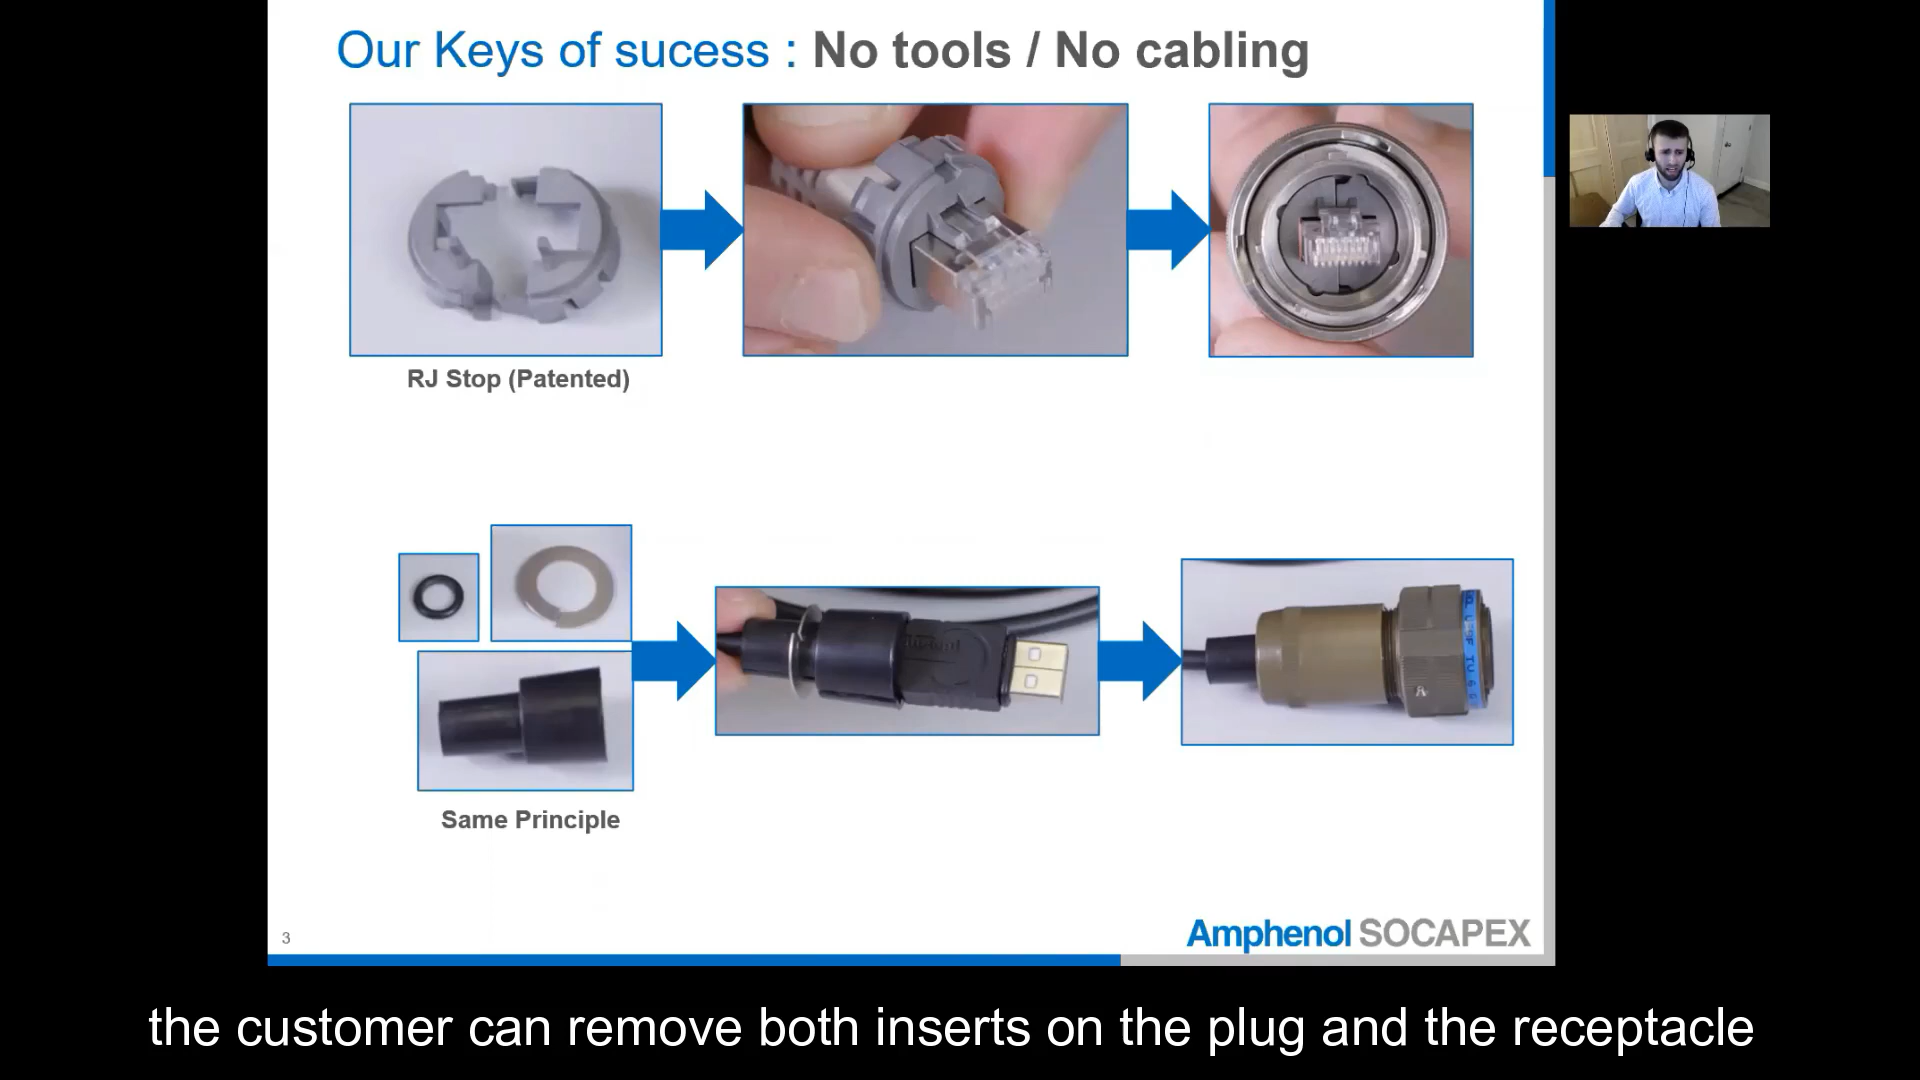 Our Keys of sucess : No tools / No cabling
RJ Stop (Patented)
Same Principle
3
Amphenol SOCAPEX
the customer can remove both inserts on the plug and the receptacle